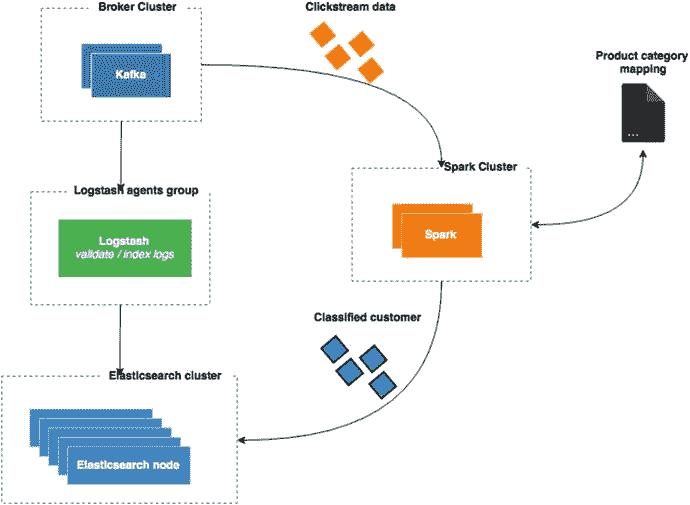 Broker Cluster
Clickstream data
Kafka
Product category
mapping
...
Logstash agents group
Spark Cluster
Logstash
validate / index logs
Spark
Classified customer
Elasticsearch cluster
Elasticsearch node